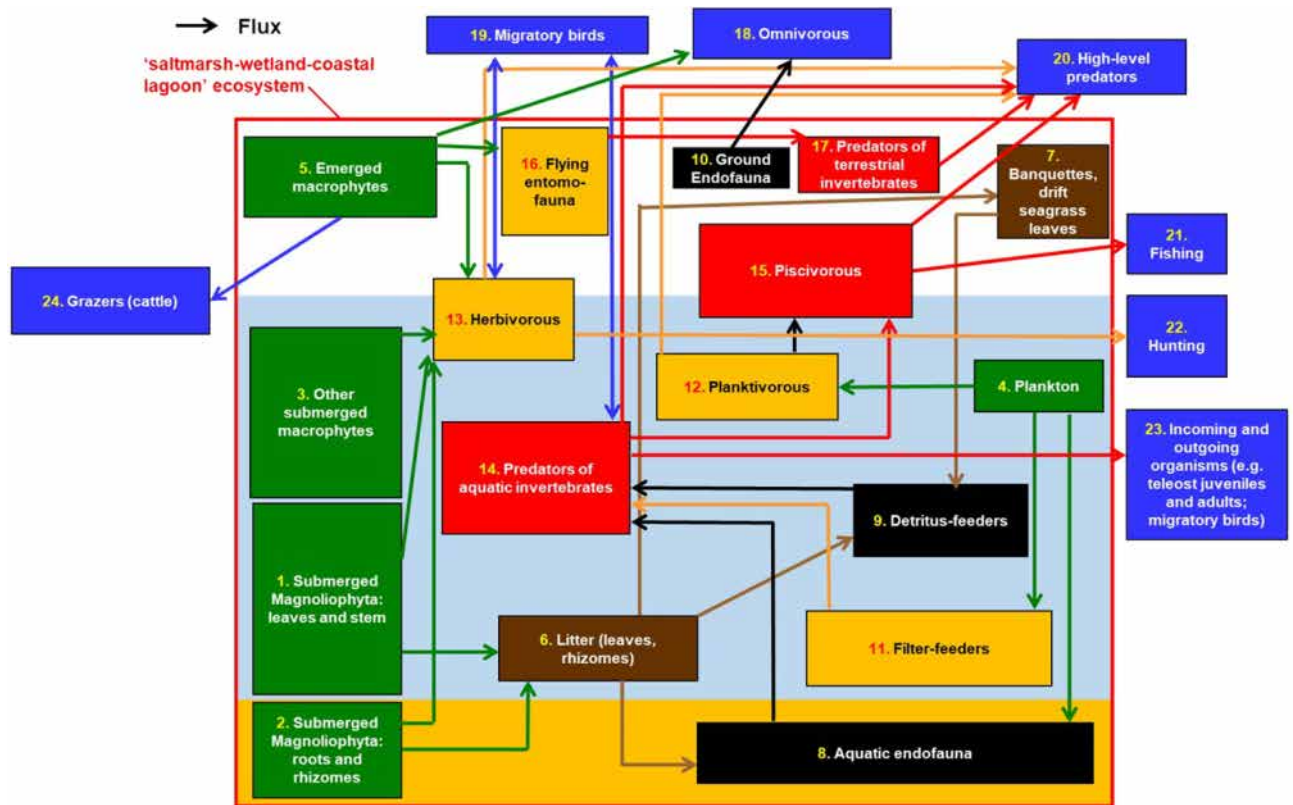 Flux
'saltmarsh-wetland-coastal
lagoon' ecosystem
19. Migratory birds
18. Omnivorous
20. High-level
predators
5. Emerged
macrophytes
16. Flying
entomo-
fauna
10. Ground
Endofauna
17. Predators of
terrestrial
invertebrates
7.
Banquettes,
drift
seagrass
leaves
24. Grazers (cattle)
13. Herbivorous
15. Piscivorous
21.
Fishing
22.
Hunting
3. Other
submerged
macrophytes
12. Planktivorous
4. Plankton
14. Predators of
aquatic invertebrates
23. Incoming and
outgoing
organisms (e.g.
teleost juveniles
and adults;
migratory birds)
9. Detritus-feeders
1. Submerged
Magnoliophyta:
leaves and stem
6. Litter (leaves,
rhizomes)
11. Filter-feeders
2. Submerged
Magnoliophyta:
roots and
rhizomes
8. Aquatic endofauna